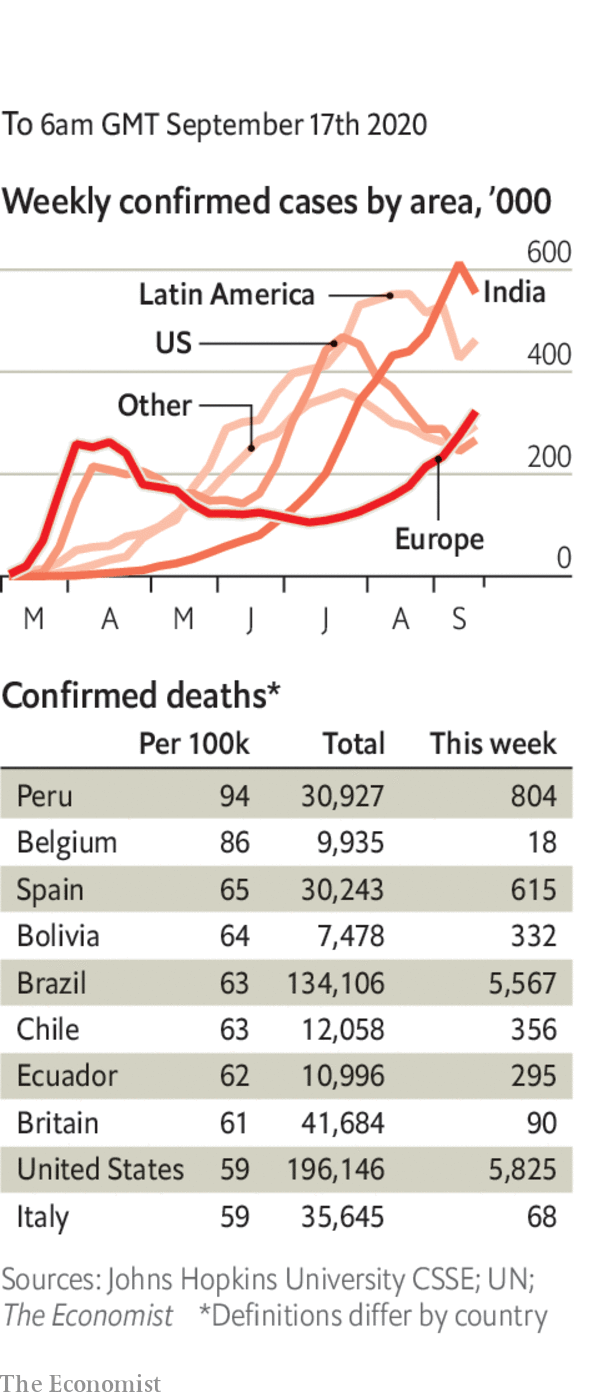 To 6am GMT September 17th 2020
Weekly confirmed cases by area, ’000
600
Latin America
India
US
400
Other
200
Europe
0
M A M J J A S
Confirmed deaths*
Per 100k Total This week
Peru 94 30,927 804
Belgium 86 9,935 18
Spain 65 30,243 615
Bolivia 64 7,478 332
Brazil 63 134,106 5,567
Chile 63 12,058 356
Ecuador 62 10,996 295
Britain 61 41,684 90
United States 59 196,146 5,825
Italy 59 35,645 68
Sources: Johns Hopkins University CSSE; UN;
The Economist *Definitions differ by country
The Economist